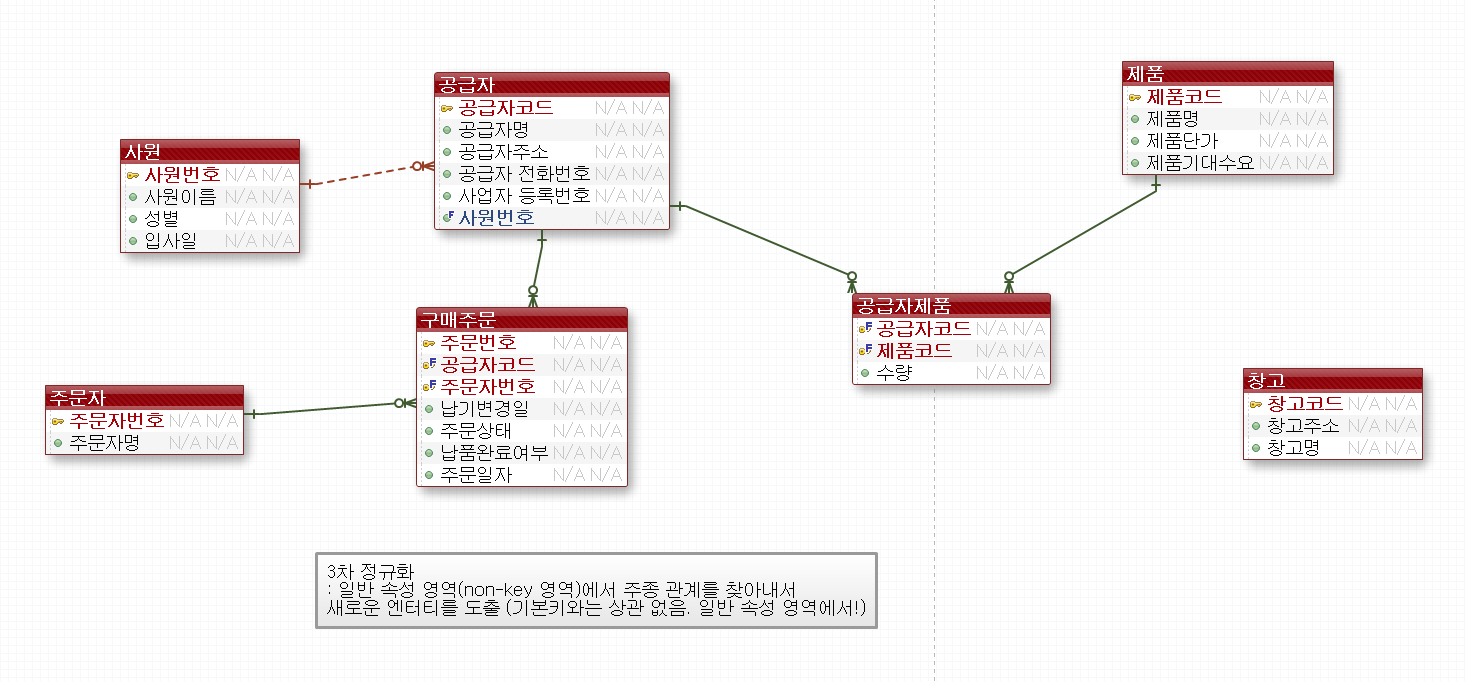 공급자
공급자코드 N/A N/A
공급자명 N/A N/A
공급자주소 N/A N/A
공급자 전화번호 N/A N/A
사업자 등록번호 N/A N/A
사원번호 N/A N/A
제품
제품코드 N/A N/A
제품명 N/A N/A
제품단가 N/A N/A
제품기대수요 N/A N/A
사원
사원번호 N/A N/A
사원이름 N/A N/A
성별 N/A N/A
입사일 N/A N/A
구매주문
주문번호 N/A N/A
공급자코드 N/A N/A
주문자번호 N/A N/A
납기변경일 N/A N/A
주문상태 N/A N/A
납품완료여부 N/A N/A
주문일자 N/A N/A
공급자제품
공급자코드 N/A N/A
제품코드 N/A N/A
수량 N/A N/A
주문자
주문자번호 N/A N/A
주문자명 N/A N/A
창고
창고코드 N/A N/A
창고주소 N/A N/A
창고명 N/A N/A
3차 정규화
: 일반 속성 영역(non-key 영역)에서 주종 관계를 찾아내서
새로운 엔터티를 도출 (기본키와는 상관 없음. 일반 속성 영역에서!)